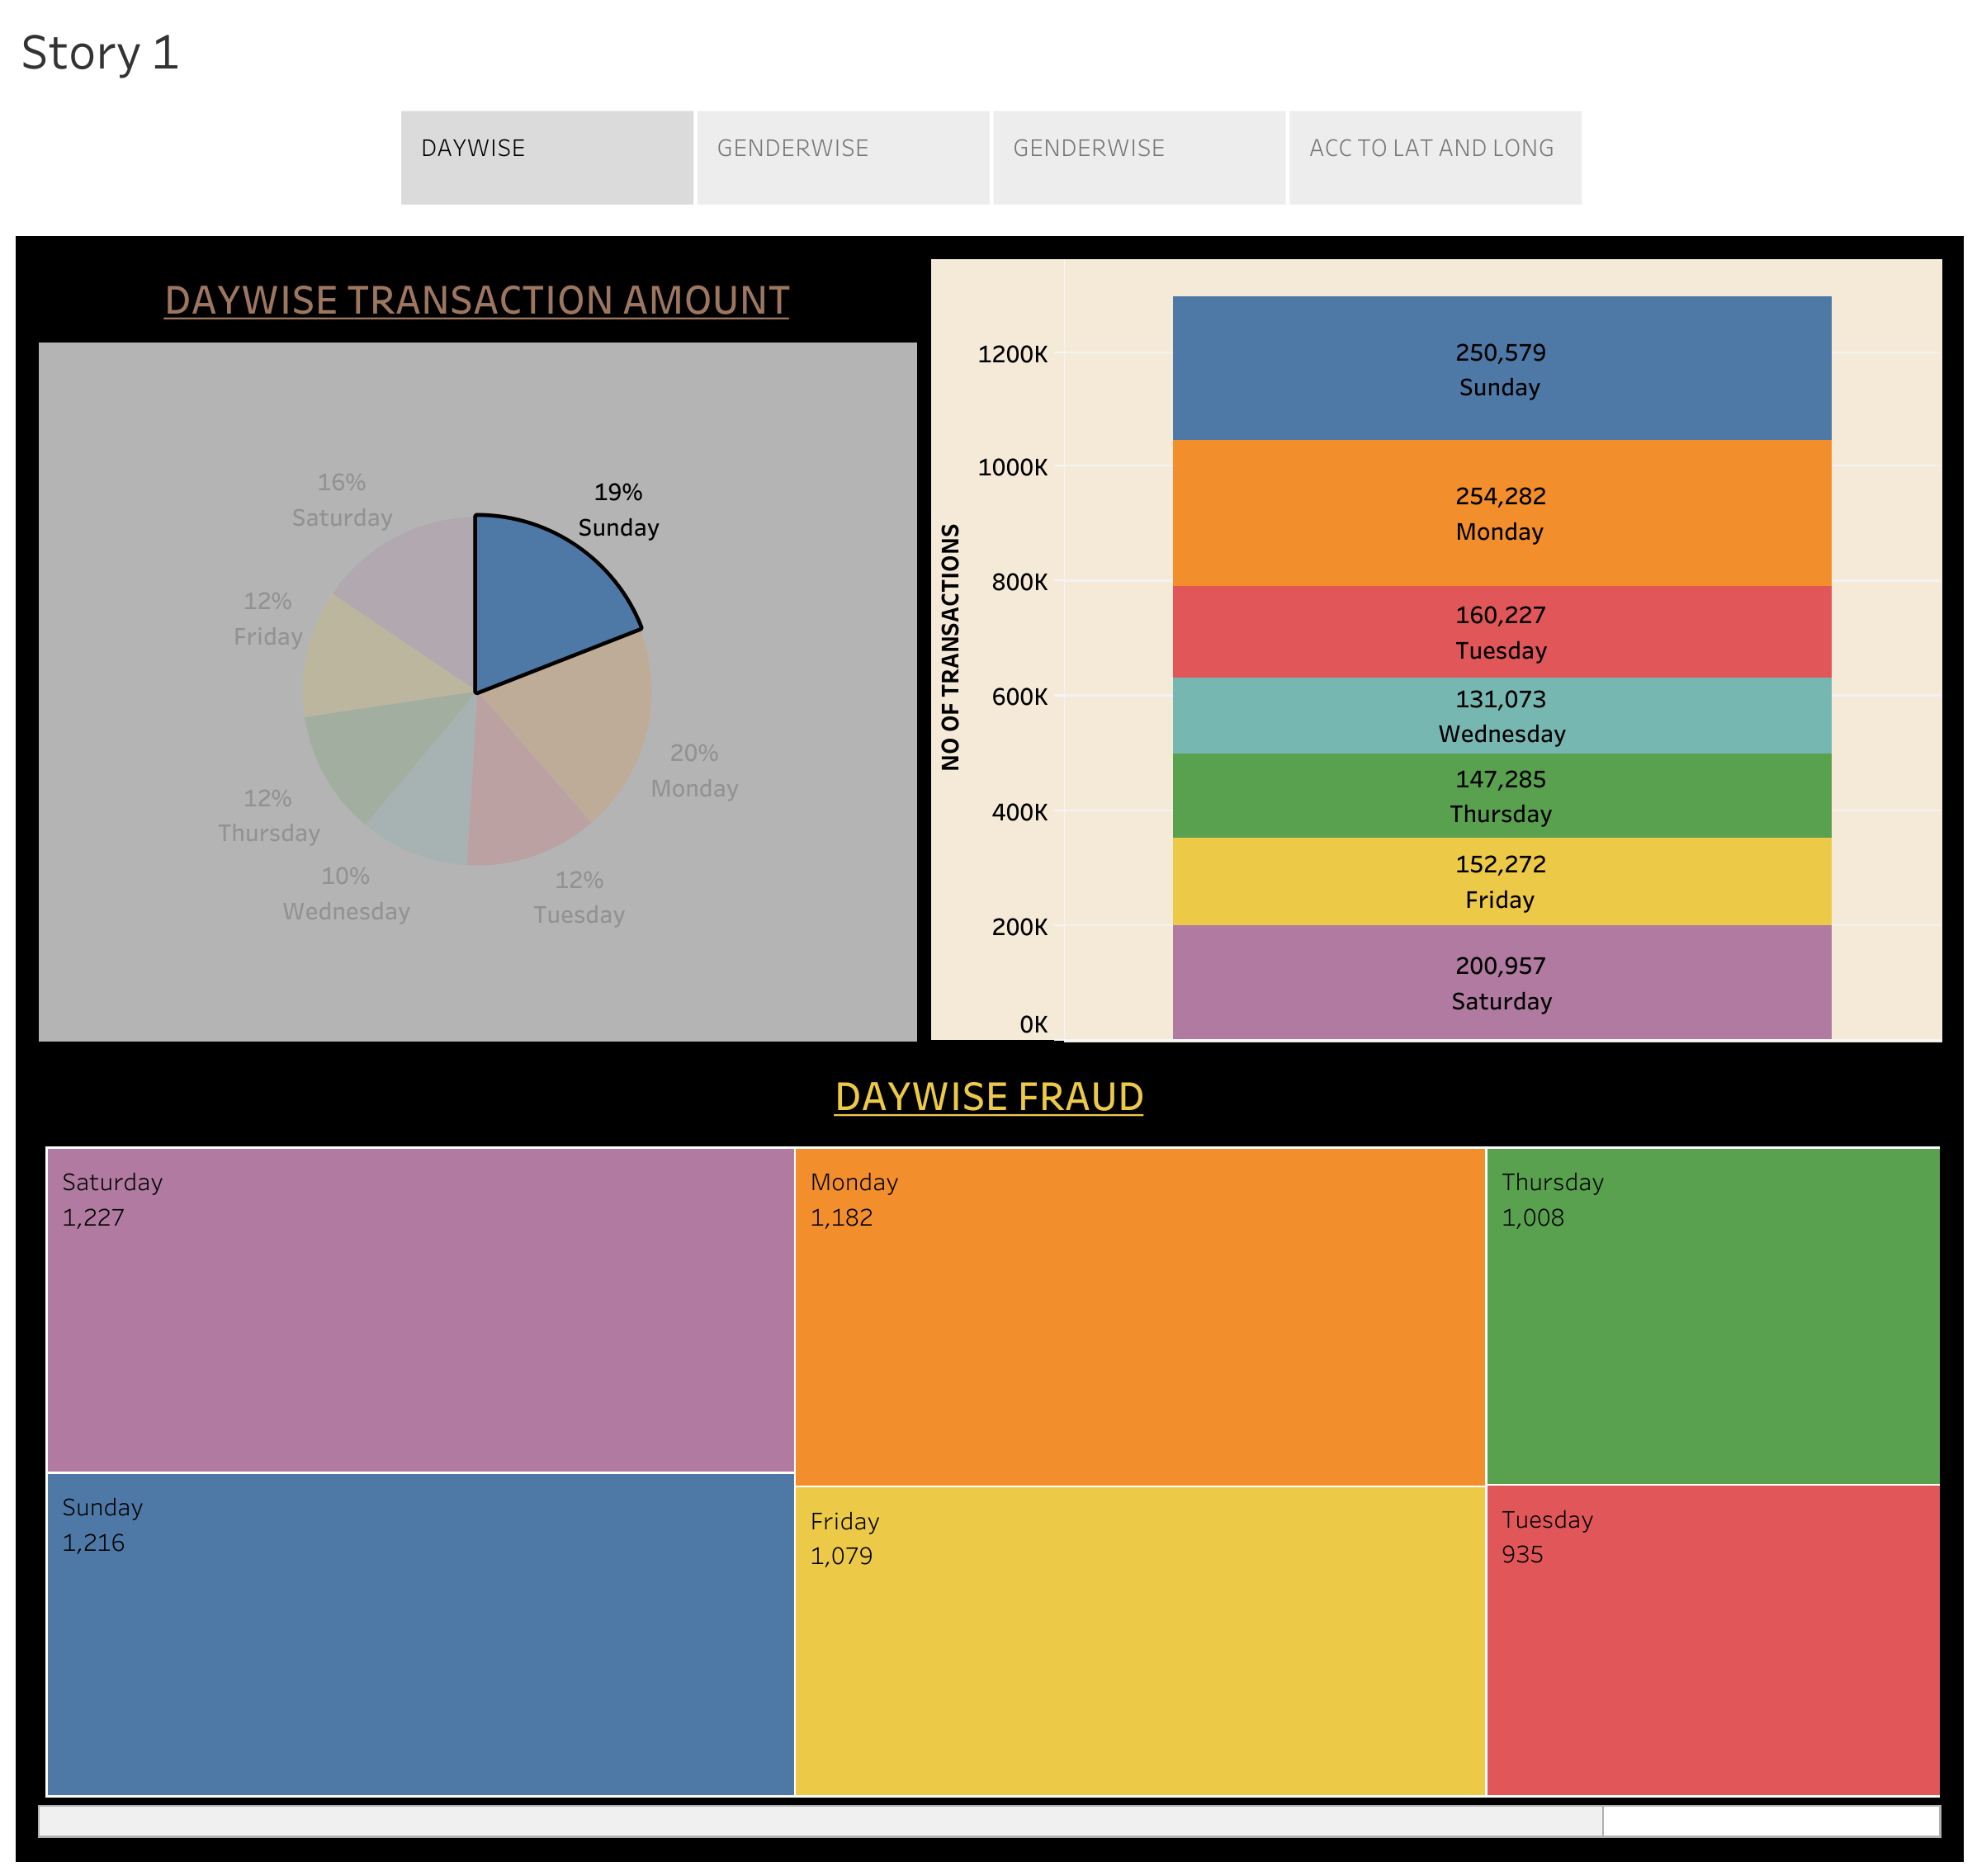 Story 1
DAYWISE
GENDERWISE
GENDERWISE
ACC TO LAT AND LONG
DAYWISE TRANSACTION AMOUNT
16%
Saturday
19%
Sunday
12%
Friday
20%
Monday
12%
Thursday
10%
Wednesday
12%
Tuesday
NO OF TRANSACTIONS
1200K
1000K
800K
600K
400K
200K
0K
250,579
Sunday
254,282
Monday
160,227
Tuesday
131,073
Wednesday
147,285
Thursday
152,272
Friday
200,957
Saturday
DAYWISE FRAUD
Saturday
1,227
Monday
1,182
Thursday
1,008
Sunday
1,216
Friday
1,079
Tuesday
935